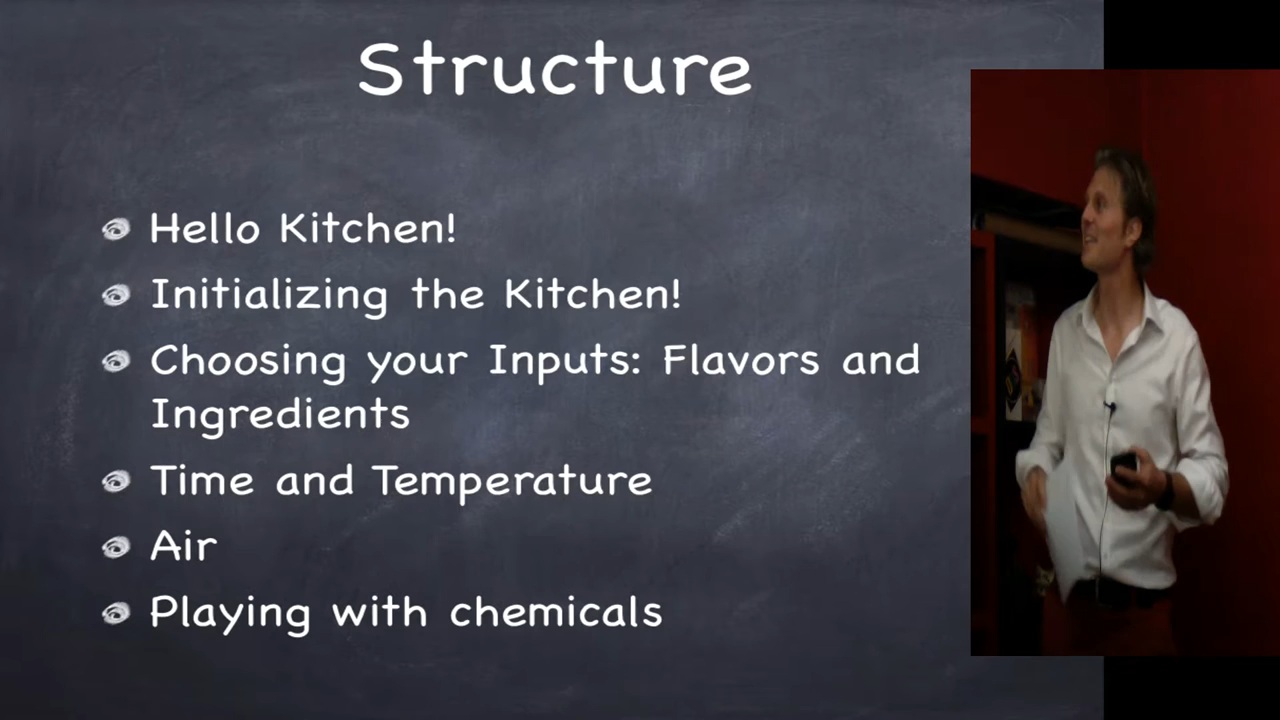 Structure
Hello Kitchen!
Initializing the Kitchen!
Choosing your Inputs: Flavors and
Ingredients
Time and Temperature
Air
Playing with chemicals